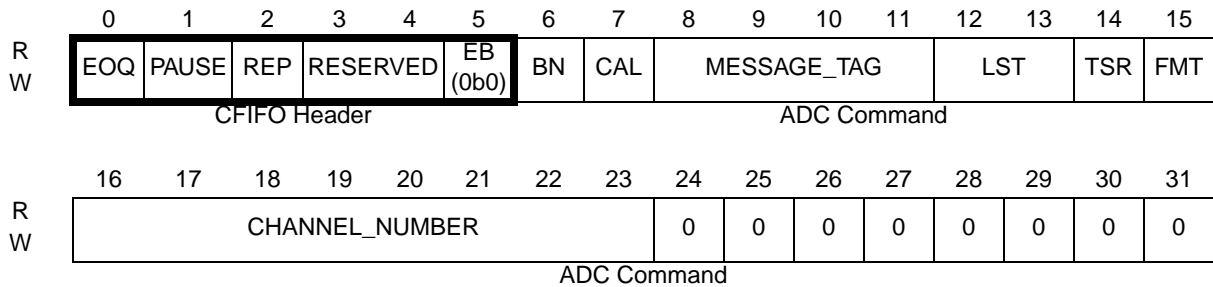 0 1 2 3 4 5 6 7 8 9 10 11 12 13 14 15
R
W
EOQ PAUSE REP RESERVED EB (0b0) BN CAL MESSAGE_TAG LST TSR FMT
CFIFO Header ADC Command
16 17 18 19 20 21 22 23 24 25 26 27 28 29 30 31
R
W
CHANNEL_NUMBER 0 0 0 0 0 0 0 0
ADC Command